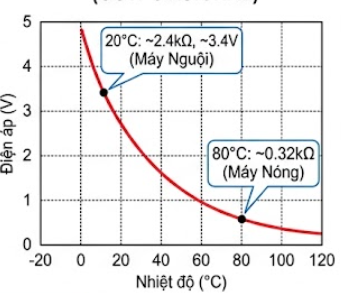 5
20°C: ~2.4kΩ, ~3.4V
(Máy Nguội)
4
3
Điện áp (V)
2
80°C: ~0.32kΩ
(Máy Nóng)
1
0
-20 0 20 40 60 80 100 120
Nhiệt độ (°C)